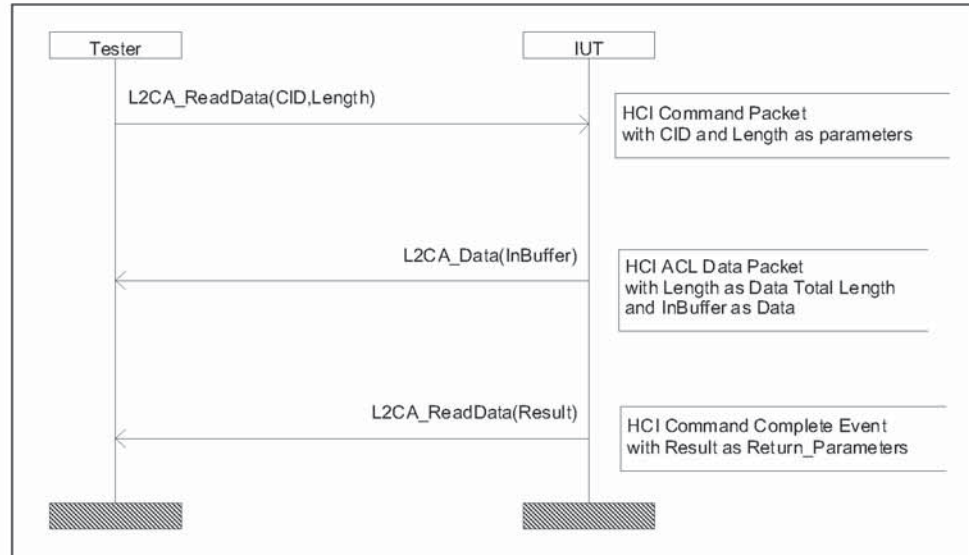 Tester
IUT
L2CA_ReadData(CID,Length)
HCI Command Packet
with CID and Length as parameters
L2CA_Data(InBuffer)
HCI ACL Data Packet
with Length as Data Total Length
and InBuffer as Data
L2CA_ReadData(Result)
HCI Command Complete Event
with Result as Return_Parameters